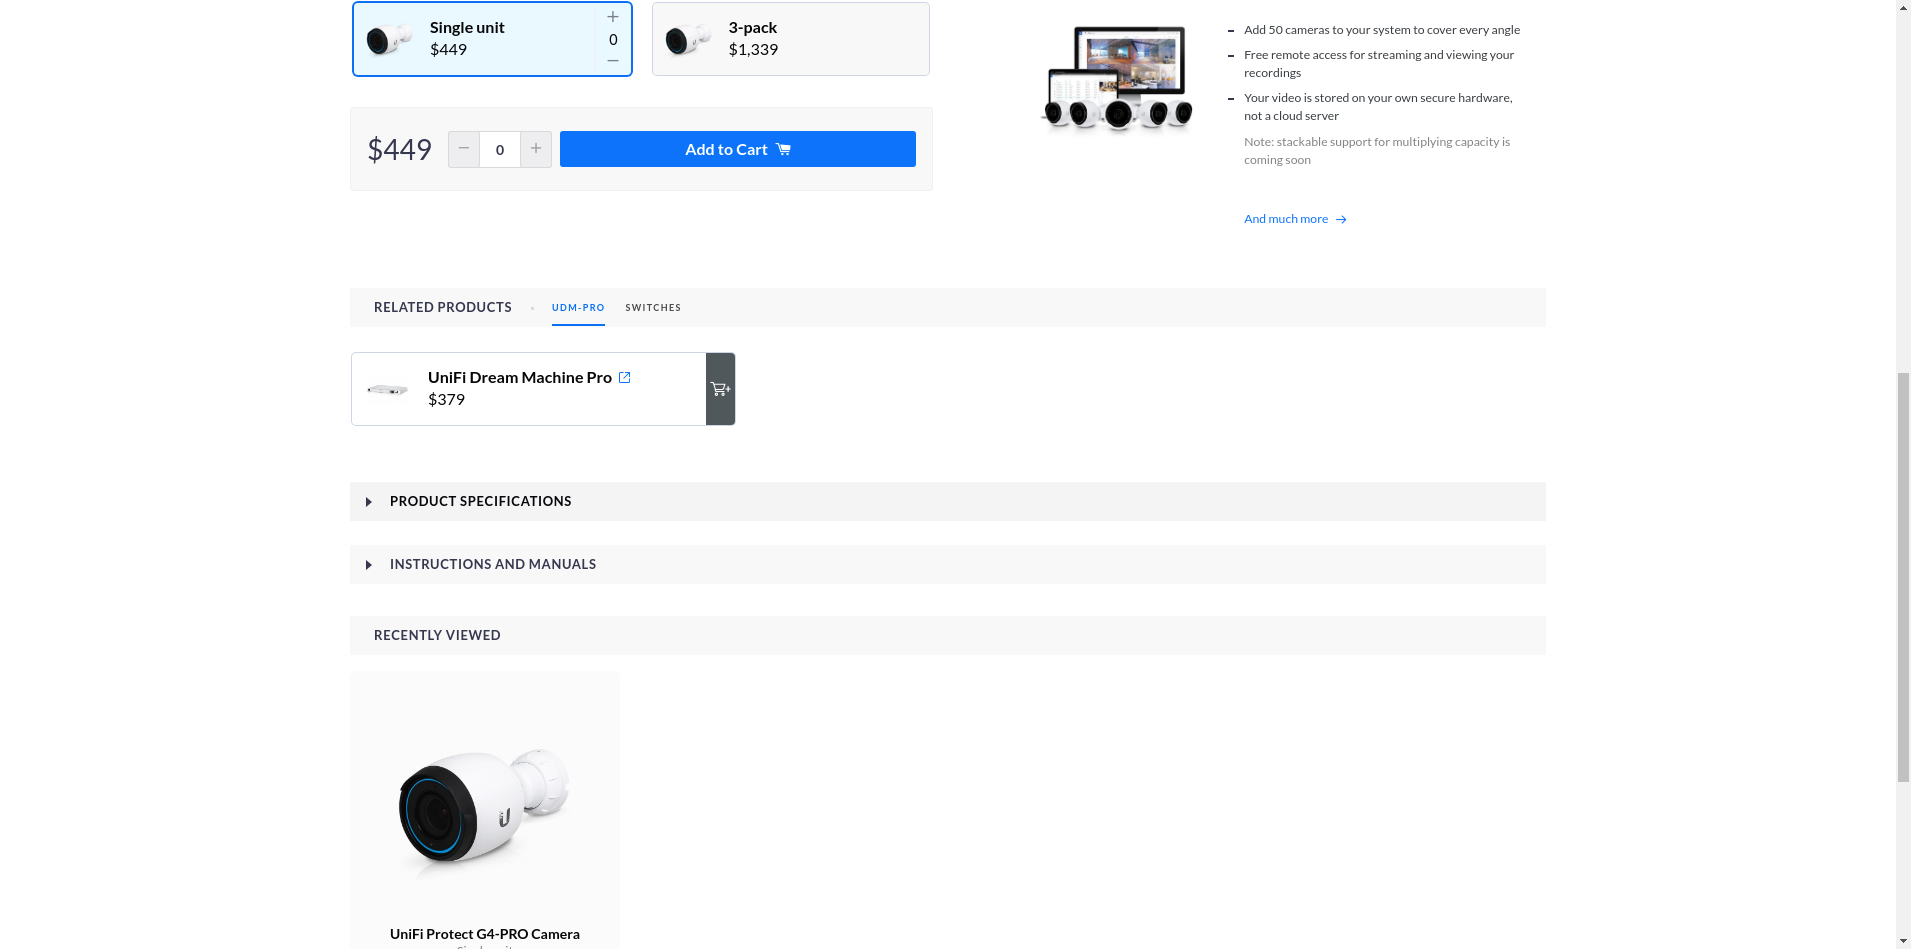 Single unit
$449
0
3-pack
$1,339
$449
0
Add to Cart
Add 50 cameras to your system to cover every angle
Free remote access for streaming and viewing your
recordings
Your video is stored on your own secure hardware,
not a cloud server
Note: stackable support for multiplying capacity is
coming soon
And much more
RELATED PRODUCTS
UDM-PRO
SWITCHES
UniFi Dream Machine Pro
$379
PRODUCT SPECIFICATIONS
INSTRUCTIONS AND MANUALS
RECENTLY VIEWED
UniFi Protect G4-PRO Camera